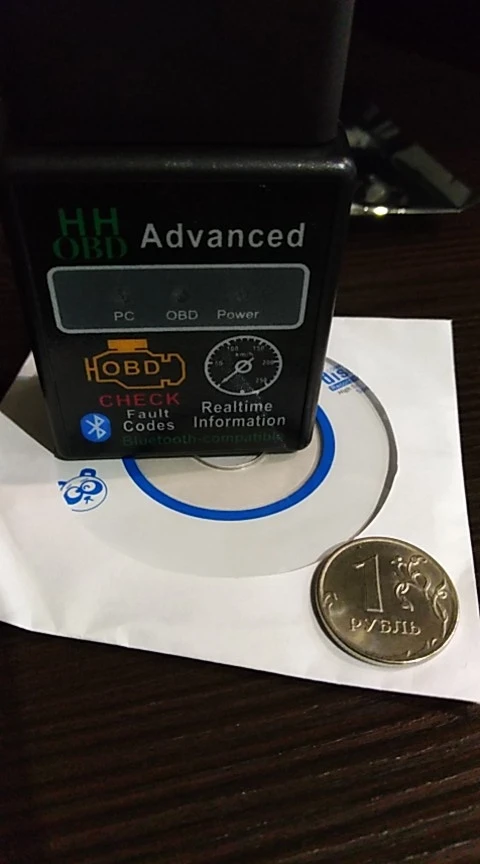 HH
OBD Advanced
PC OBD Power
OBD
CHECK
Fault
Codes
Realtime
Information
Bluetooth-compatible
1
РУБЛЬ